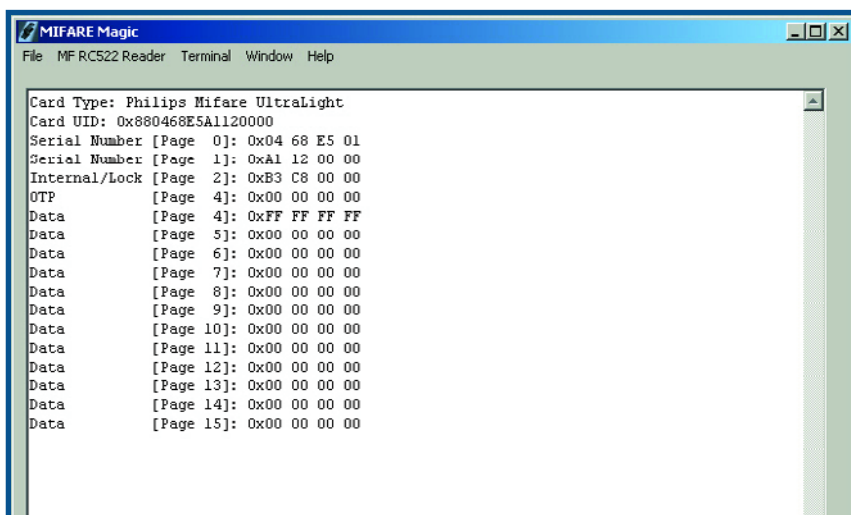 MIFARE Magic
File MF RC522 Reader Terminal Window Help
Card Type: Philips Mifare UltraLight
Card UID: 0x880468E5A1120000
Serial Number [Page 0]: 0x04 68 E5 01
Serial Number [Page 1]: 0xA1 12 00 00
Internal/Lock [Page 2]: 0xB3 C8 00 00
OTP [Page 4]: 0x00 00 00 00
Data [Page 4]: 0xFF FF FF FF
Data [Page 5]: 0x00 00 00 00
Data [Page 6]: 0x00 00 00 00
Data [Page 7]: 0x00 00 00 00
Data [Page 8]: 0x00 00 00 00
Data [Page 9]: 0x00 00 00 00
Data [Page 10]: 0x00 00 00 00
Data [Page 11]: 0x00 00 00 00
Data [Page 12]: 0x00 00 00 00
Data [Page 13]: 0x00 00 00 00
Data [Page 14]: 0x00 00 00 00
Data [Page 15]: 0x00 00 00 00